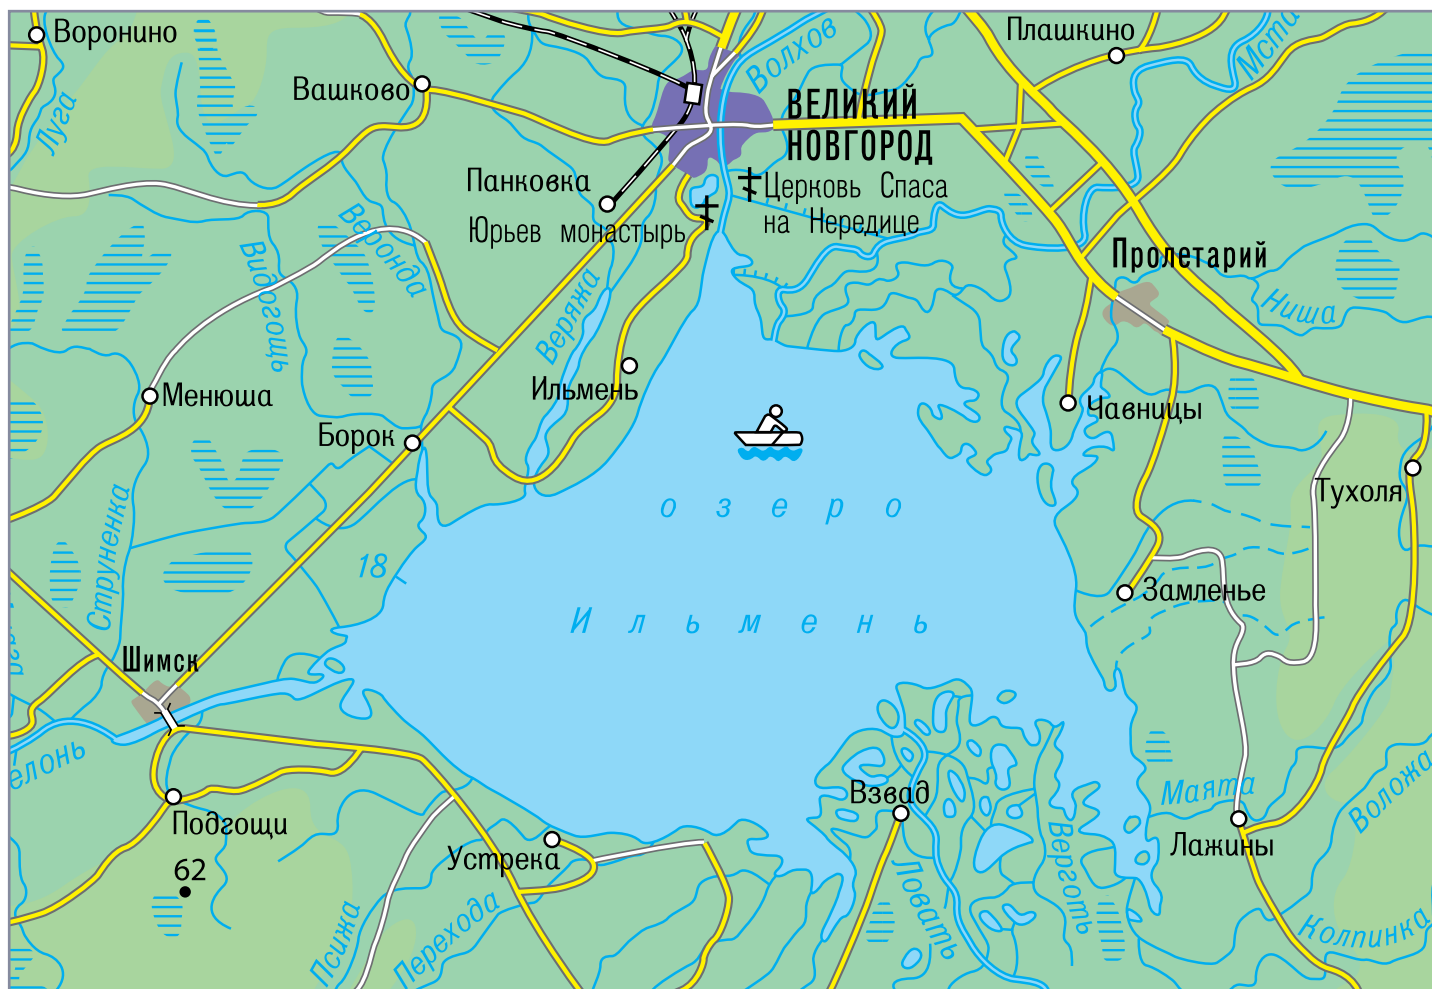 Воронино
Плашкино
Волхов
Мста
Вашково
ВЕЛИКИЙ
НОВГОРОД
Луга
Панковка
Церковь Спаса
на Нередице
Юрьев монастырь
Веронда
Видогощь
Пролетарий
Ниша
Веряжа
Ильмень
Менюша
Чавницы
Борок
Тухоля
озеро
Струненка
18
Замленье
Ильмень
Шимск
елонь
Маята
Воложа
Взвад
Подгощи
Лажины
Устрека
62
Верготь
Ловать
Псижа
Перехода
Колпинка